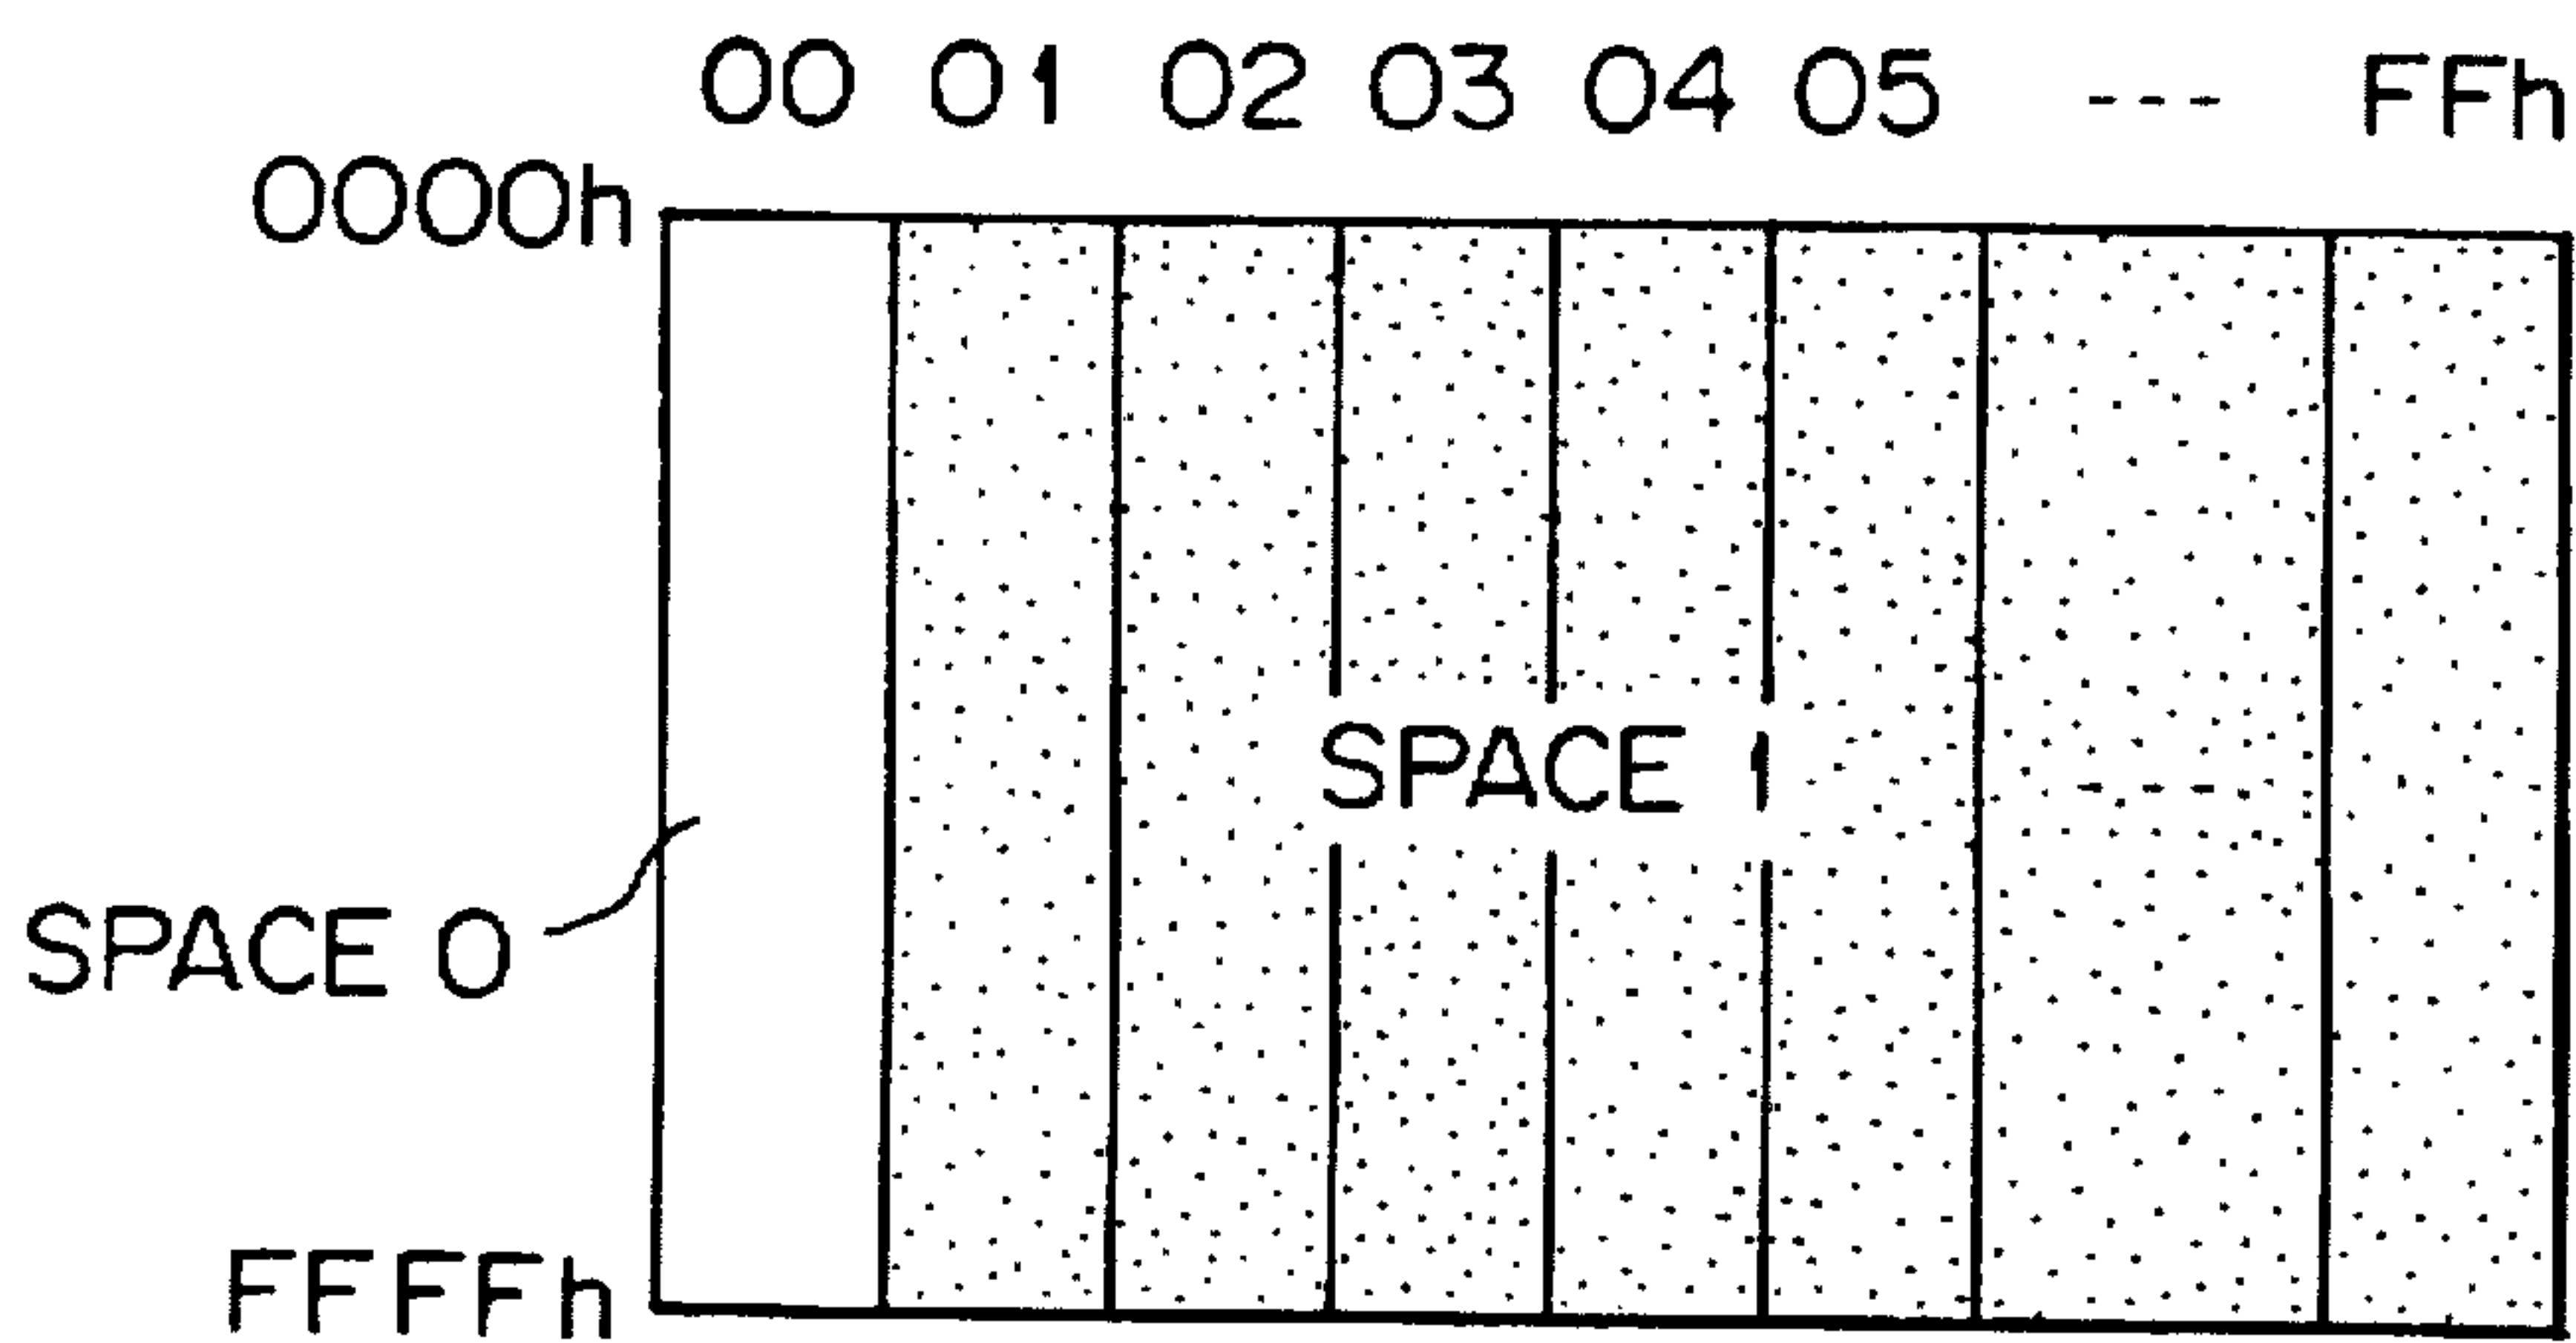 00 01 02 03 04 05 --- FFh
0000h
SPACE 1
---
SPACE 0
FFFFh